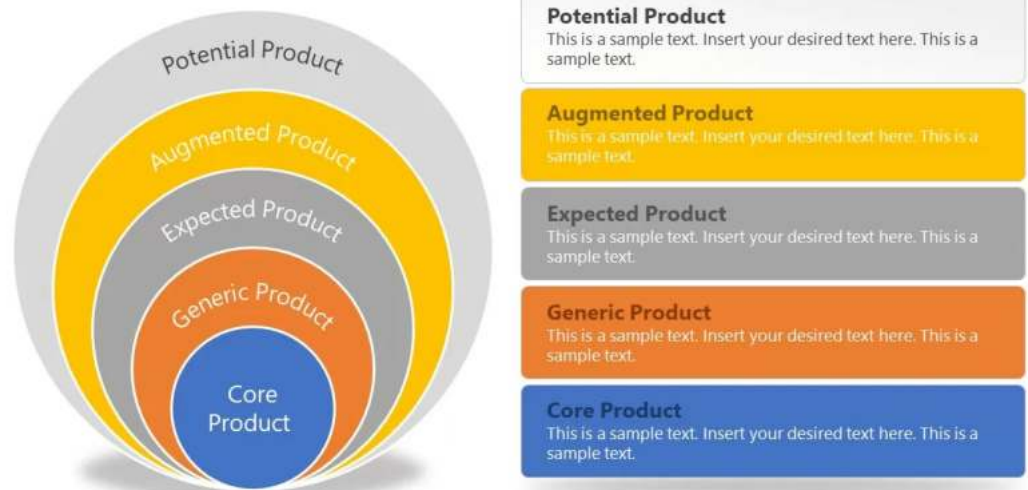 Potential Product
Augmented Product
Expected Product
Generic Product
Core
Product
Potential Product
This is a sample text. Insert your desired text here. This is a
sample text.
Augmented Product
This is a sample text. Insert your desired text here. This is a
sample text.
Expected Product
This is a sample text. Insert your desired text here. This is a
sample text.
Generic Product
This is a sample text. Insert your desired text here. This is a
sample text.
Core Product
This is a sample text. Insert your desired text here. This is a
sample text.